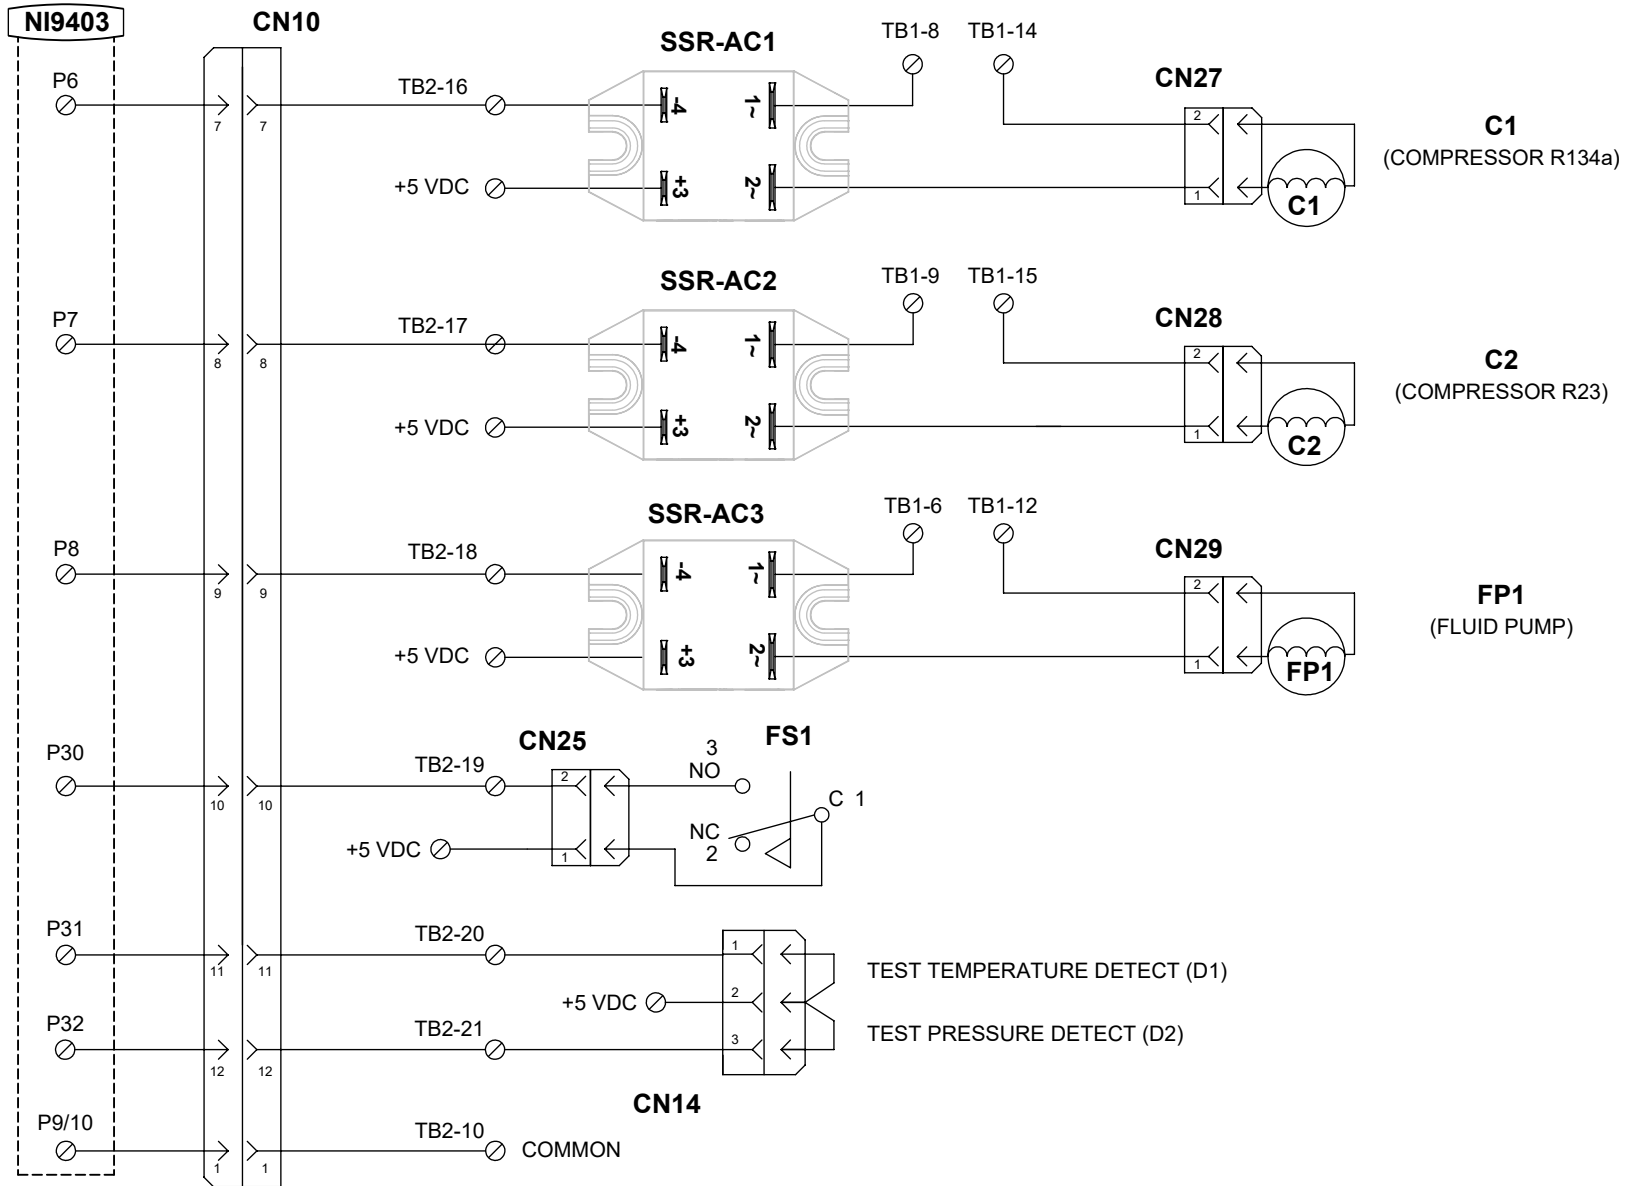 NI9403
CN10
P6
7
7
TB2-16
+5 VDC
SSR-AC1
-4
+3
1~
2~
TB1-8
TB1-14
CN27
2
1
C1
C1
(COMPRESSOR R134a)
P7
8
8
TB2-17
+5 VDC
SSR-AC2
-4
+3
1~
2~
TB1-9
TB1-15
CN28
2
1
C2
C2
(COMPRESSOR R23)
P8
9
9
TB2-18
+5 VDC
SSR-AC3
-4
+3
1~
2~
TB1-6
TB1-12
CN29
2
1
FP1
FP1
(FLUID PUMP)
P30
10
10
TB2-19
+5 VDC
CN25
2
1
FS1
3
NO
C 1
NC
2
P31
11
11
TB2-20
+5 VDC
1
2
3
TEST TEMPERATURE DETECT (D1)
P32
12
12
TB2-21
TEST PRESSURE DETECT (D2)
CN14
P9/10
1
1
TB2-10
COMMON